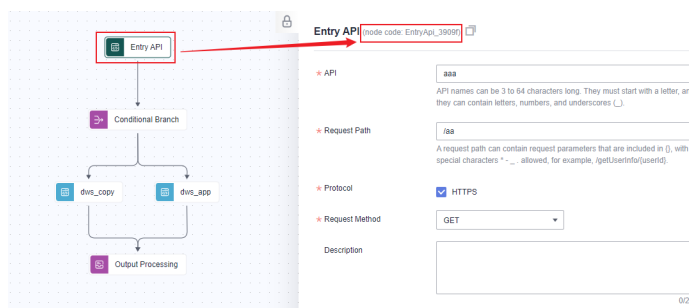 Entry API
Conditional Branch
dws_copy
dws_app
Output Processing
Entry API (node code: EntryApi_3909f)
* API
aaa
API names can be 3 to 64 characters long. They must start with a letter, an
they can contain letters, numbers, and underscores (_).
* Request Path
/aa
A request path can contain request parameters that are included in {}, with
special characters * - _ . allowed, for example, /getUserInfo/{userId}.
* Protocol
HTTPS
* Request Method
GET
Description
0/2